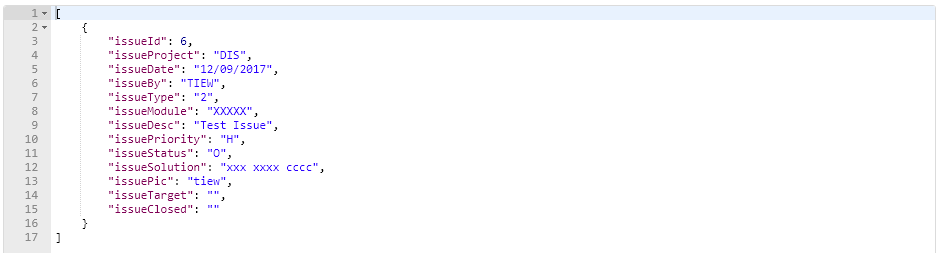 1 [
2 {
3 "issueId": 6,
4 "issueProject": "DIS",
5 "issueDate": "12/09/2017",
6 "issueBy": "TIEW",
7 "issueType": "2",
8 "issueModule": "XXXXX",
9 "issueDesc": "Test Issue",
10 "issuePriority": "H",
11 "issueStatus": "O",
12 "issueSolution": "xxx xxxx cccc",
13 "issuePic": "tiew",
14 "issueTarget": "",
15 "issueClosed": ""
16 }
17 ]